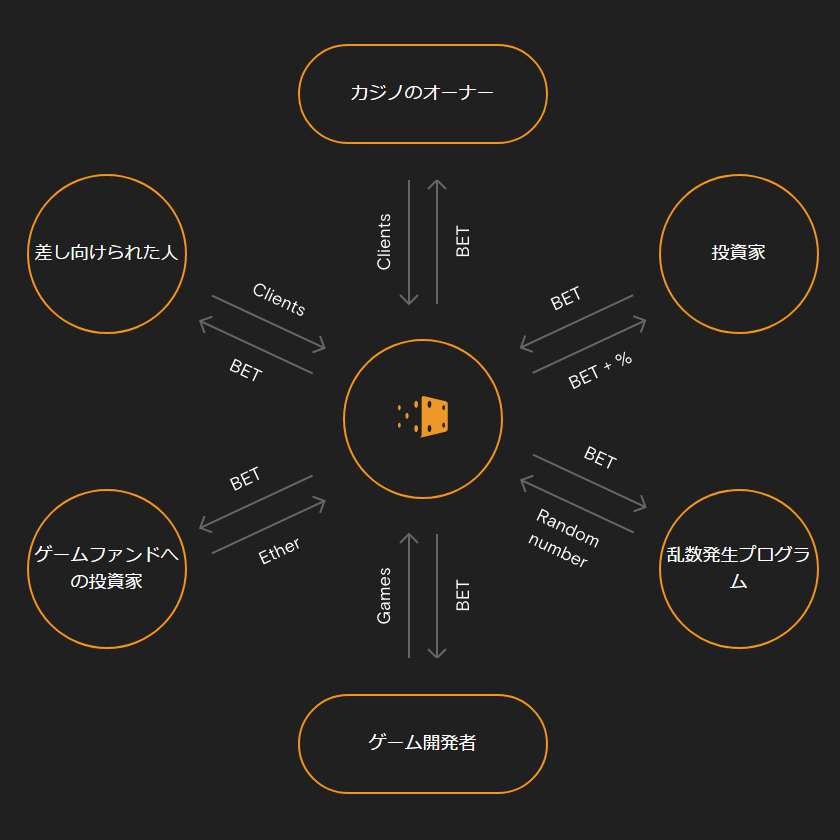 カジノのオーナー
Clients
BET
差し向けられた人
Clients
BET
投資家
BET
BET + %
ゲームファンドへ
の投資家
BET
Ether
乱数発生プログラ
ム
BET
Random
number
Games
BET
ゲーム開発者